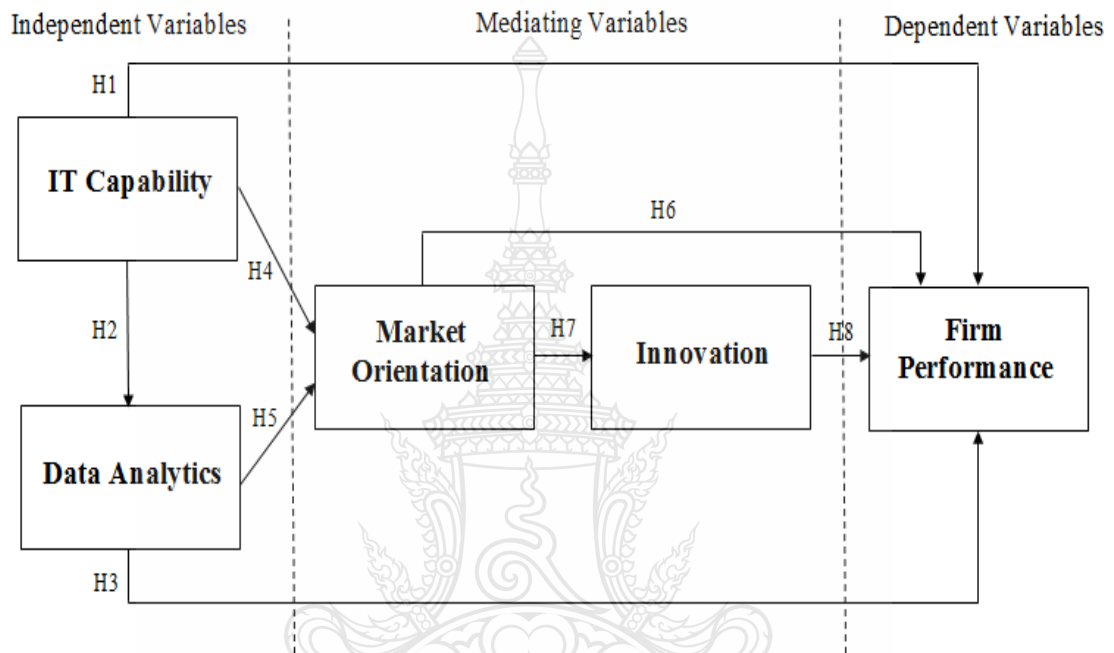 Independent Variables
Mediating Variables
Dependent Variables
H1
IT Capability
H6
H4
H2
Market
Orientation
H7
Innovation
H8
Firm
Performance
H5
Data Analytics
H3